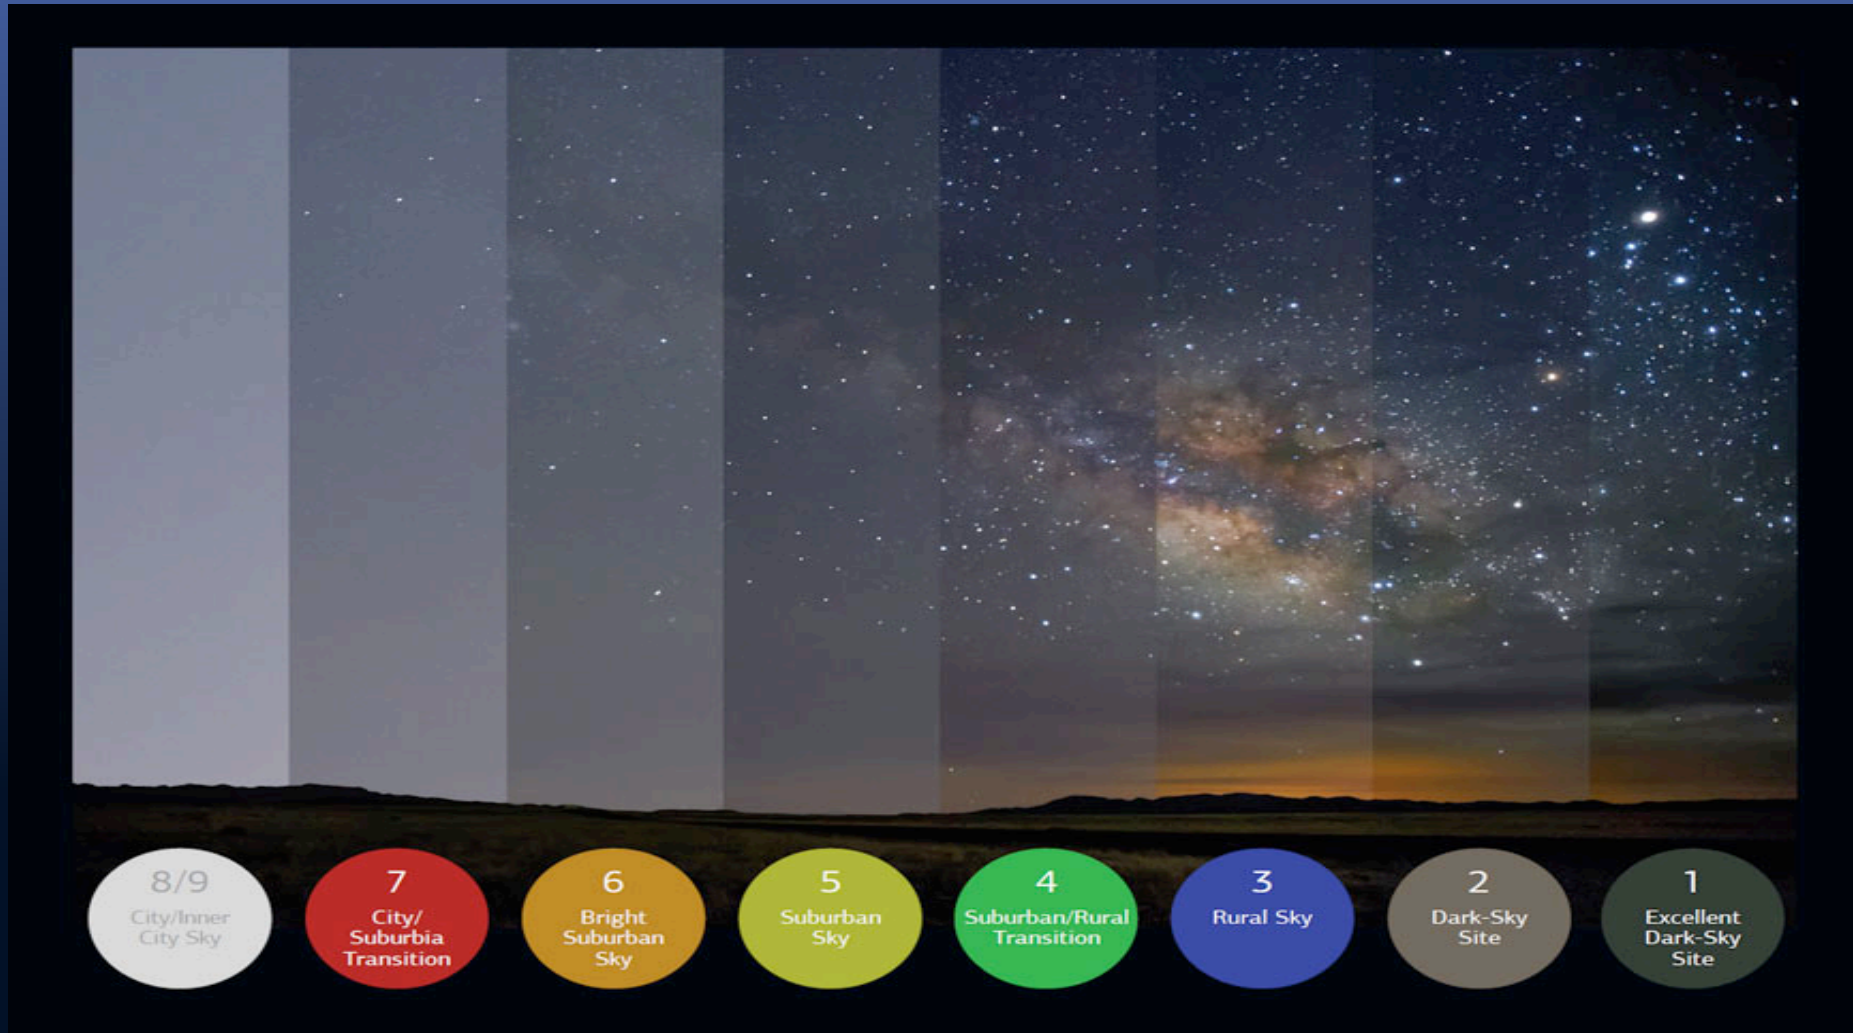 8/9
City/Inner
City Sky
7
City/
Suburbia
Transition
6
Bright
Suburban
Sky
5
Suburban
Sky
4
Suburban/Rural
Transition
3
Rural Sky
2
Dark-Sky
Site
1
Excellent
Dark-Sky
Site